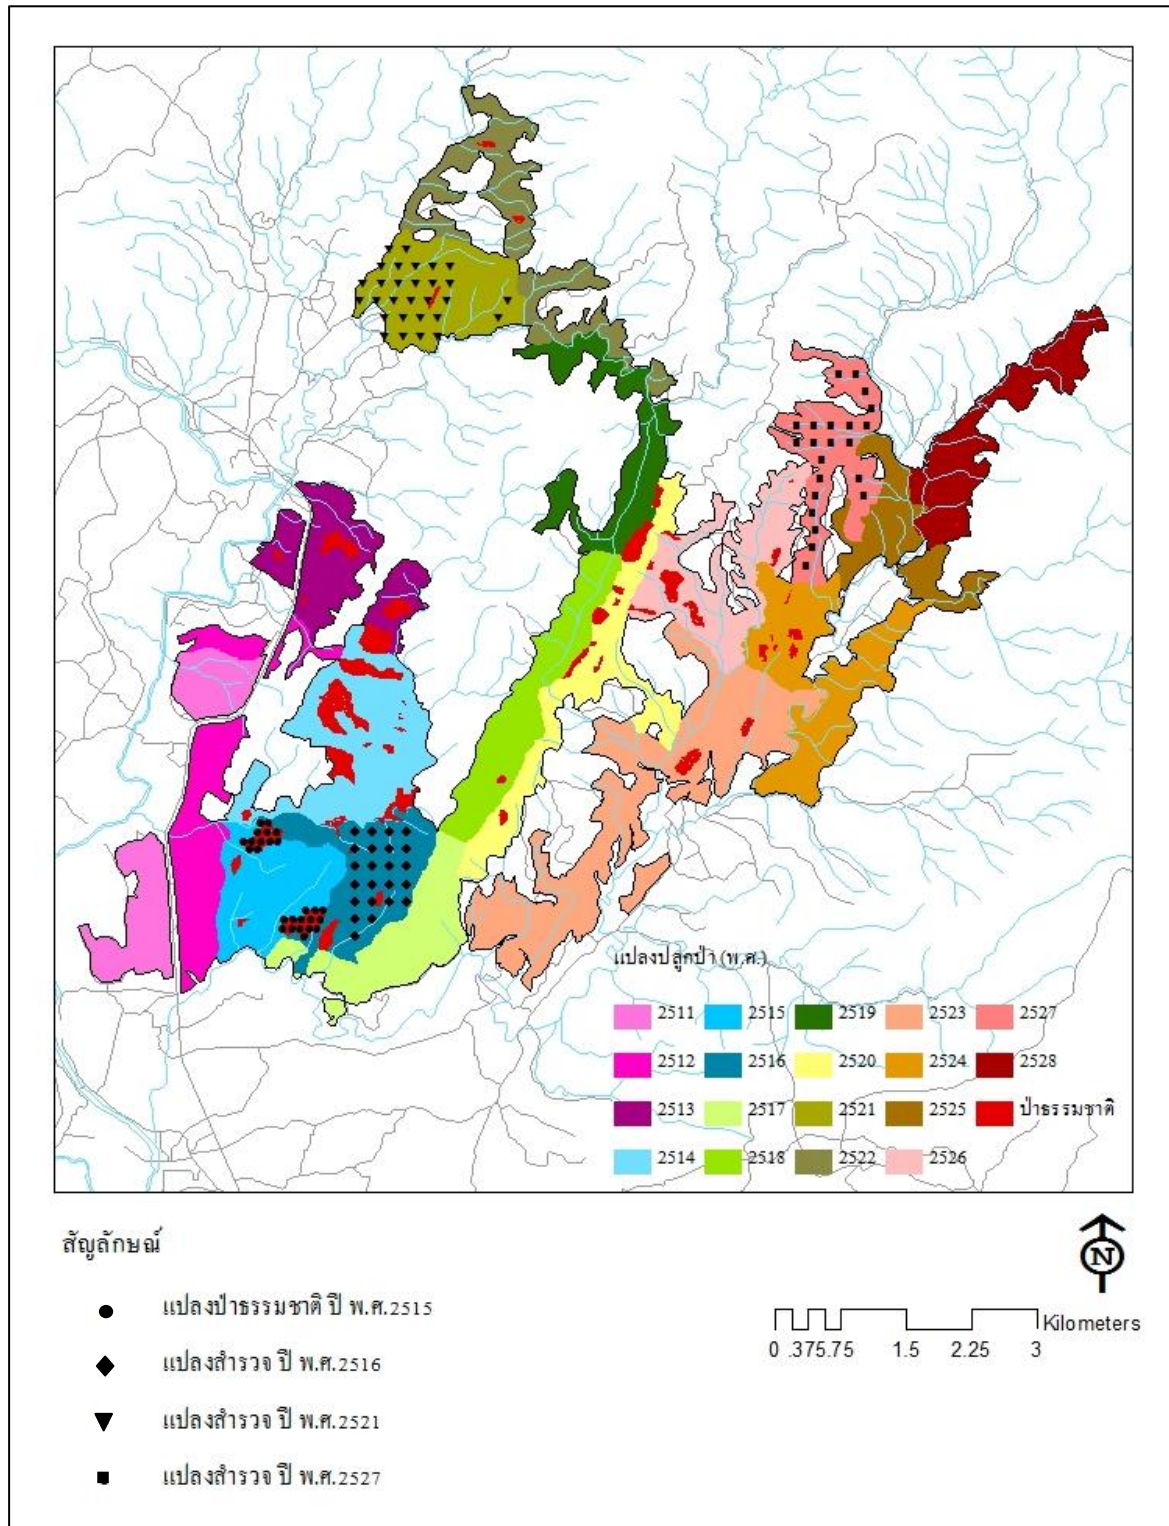 แปลงปลูกป่า (พ.ศ.)
2511 2515 2519 2523 2527
2512 2516 2520 2524 2528
2513 2517 2521 2525 ป่าธรรมชาติ
2514 2518 2522 2526
สัญลักษณ์
แปลงป่าธรรมชาติ ปี พ.ศ.2515
แปลงสำรวจ ปี พ.ศ.2516
แปลงสำรวจ ปี พ.ศ.2521
แปลงสำรวจ ปี พ.ศ.2527
N
Kilometers
0 .375.75 1.5 2.25 3